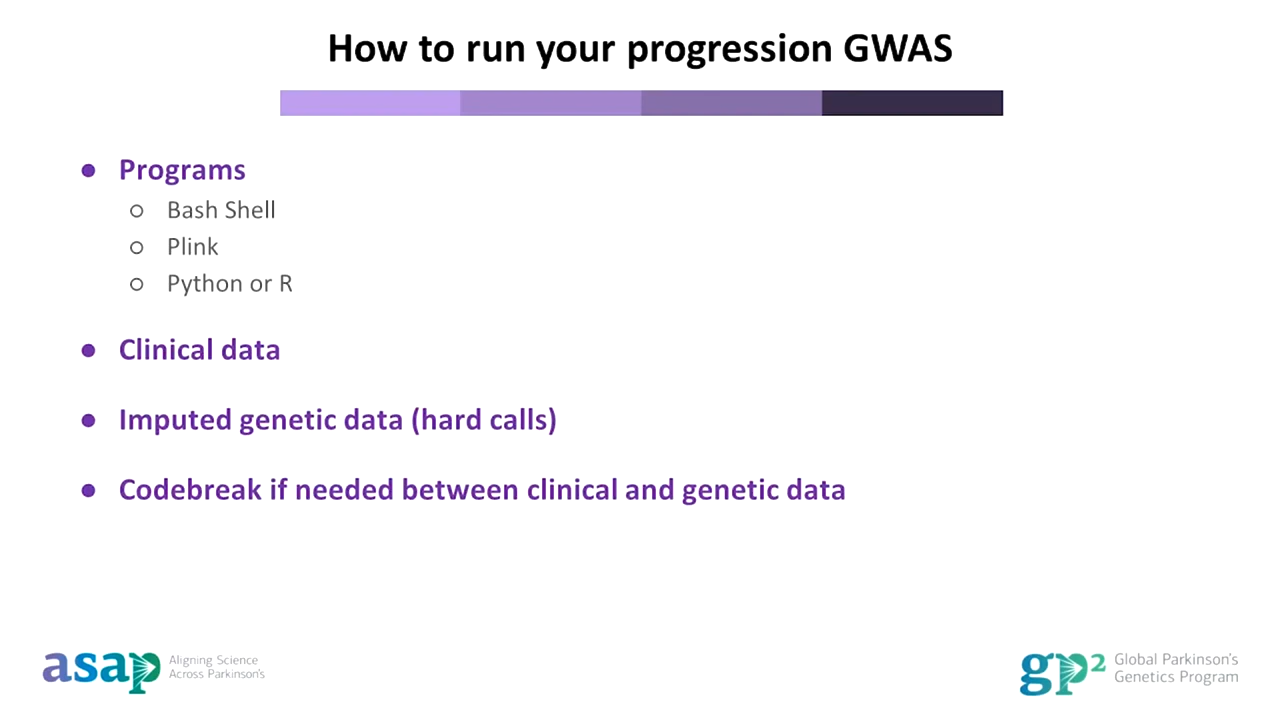 How to run your progression GWAS
● Programs
○ Bash Shell
○ Plink
○ Python or R
● Clinical data
● Imputed genetic data (hard calls)
● Codebreak if needed between clinical and genetic data
asap Aligning Science
Across Parkinson's
gp2 Global Parkinson's
Genetics Program